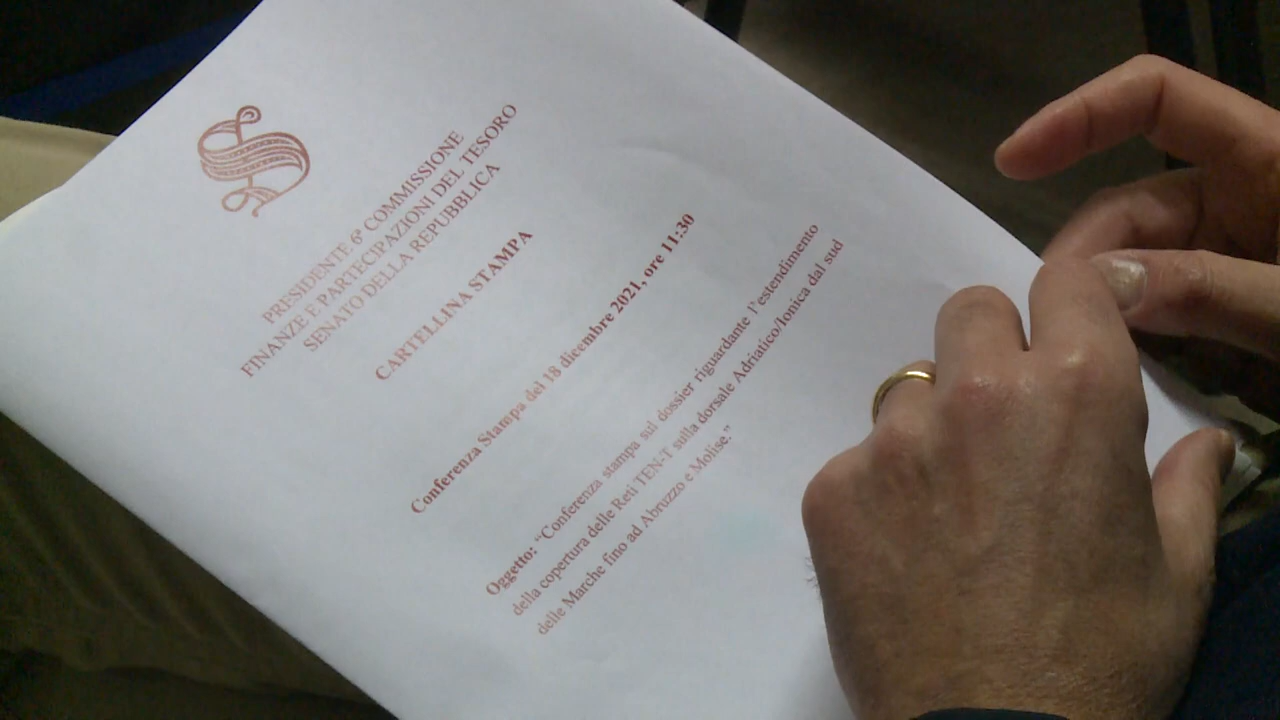 S
PRESIDENTE 6ª COMMISSIONE
FINANZE E PARTECIPAZIONI DEL TESORO
SENATO DELLA REPUBBLICA
CARTELLINA STAMPA
Conferenza Stampa del 18 dicembre 2021, ore 11:30
Oggetto: “Conferenza stampa sul dossier riguardante l’estendimento
della copertura delle Reti TEN-T sulla dorsale Adriatico/Ionica dal sud
delle Marche fino ad Abruzzo e Molise.”